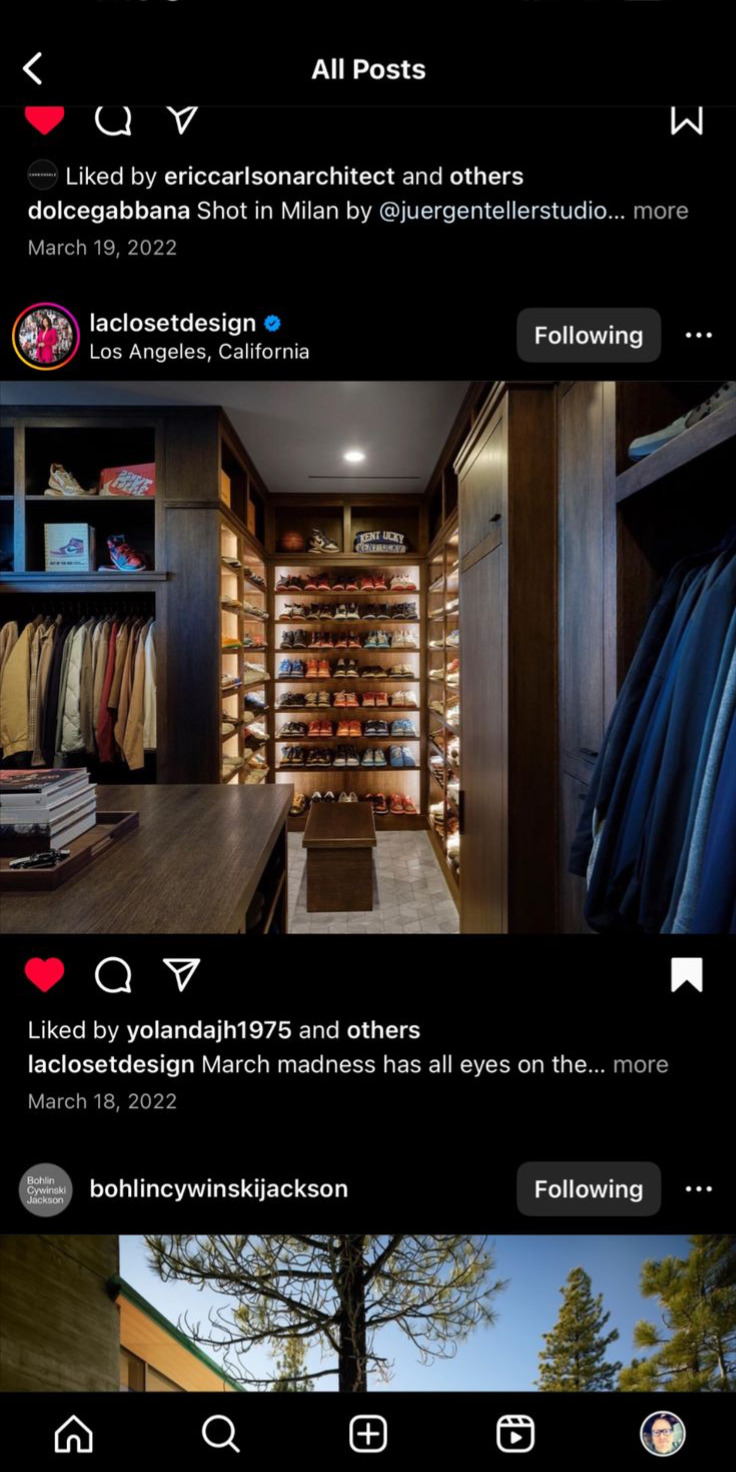 All Posts
Liked by ericcarlsonarchitect and others
dolcegabbana Shot in Milan by @juergentellerstudio... more
March 19, 2022
laclosetdesign
Los Angeles, California
Following
KENTUCKY
Liked by yolandajh1975 and others
laclosetdesign March madness has all eyes on the... more
March 18, 2022
Bohlin
Cywinski
Jackson
bohlincywinskijackson
Following